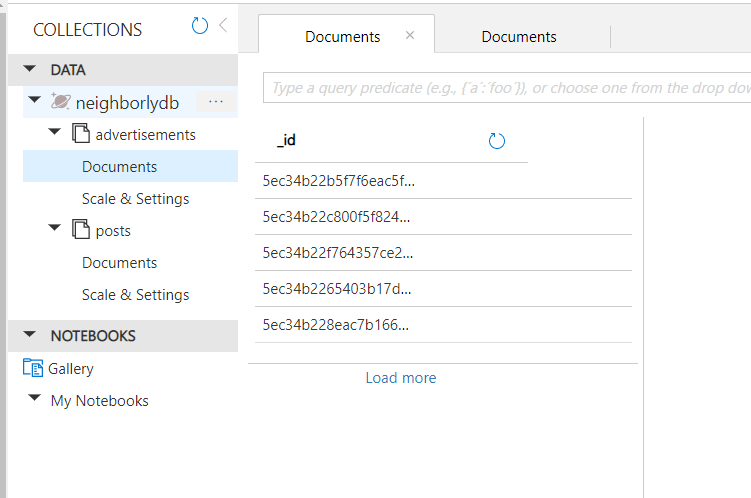 COLLECTIONS
DATA
neighborlydb ...
advertisements
Documents
Scale & Settings
posts
Documents
Scale & Settings
NOTEBOOKS
Gallery
My Notebooks
Documents Documents
Type a query predicate (e.g., {´a´:´foo´}), or choose one from the drop dow
_id
5ec34b22b5f7f6eac5f...
5ec34b22c800f5f824...
5ec34b22f764357ce2...
5ec34b2265403b17d...
5ec34b228eac7b166...
Load more